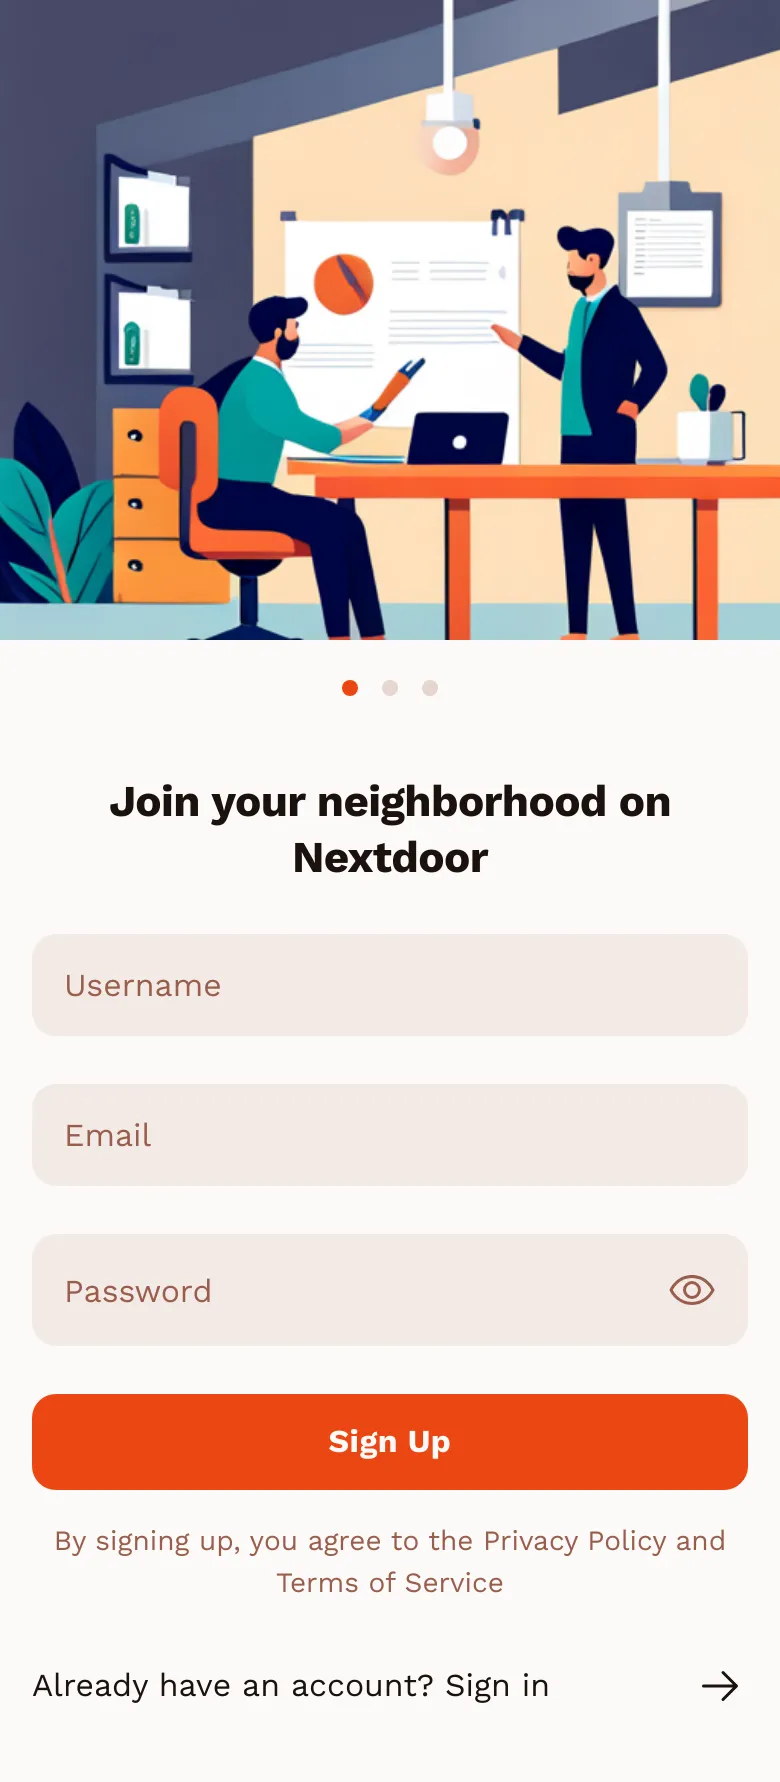 Join your neighborhood on
Nextdoor
Username
Email
Password
Sign Up
By signing up, you agree to the Privacy Policy and
Terms of Service
Already have an account? Sign in